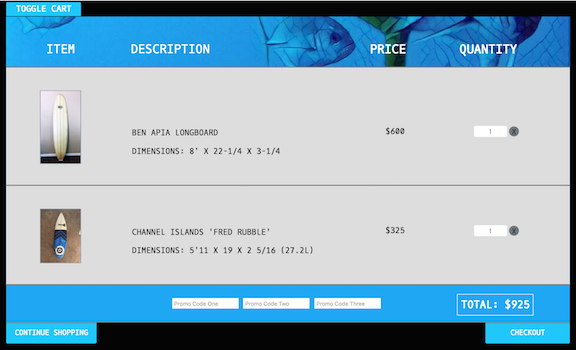 TOGGLE CART
ITEM DESCRIPTION PRICE QUANTITY
BEN APIA LONGBOARD $600 1 X
DIMENSIONS: 8' X 22-1/4 X 3-1/4
CHANNEL ISLANDS 'FRED RUBBLE' $325 1 X
DIMENSIONS: 5'11 X 19 X 2 5/16 (27.2L)
Promo Code One Promo Code Two Promo Code Three TOTAL: $925
CONTINUE SHOPPING CHECKOUT